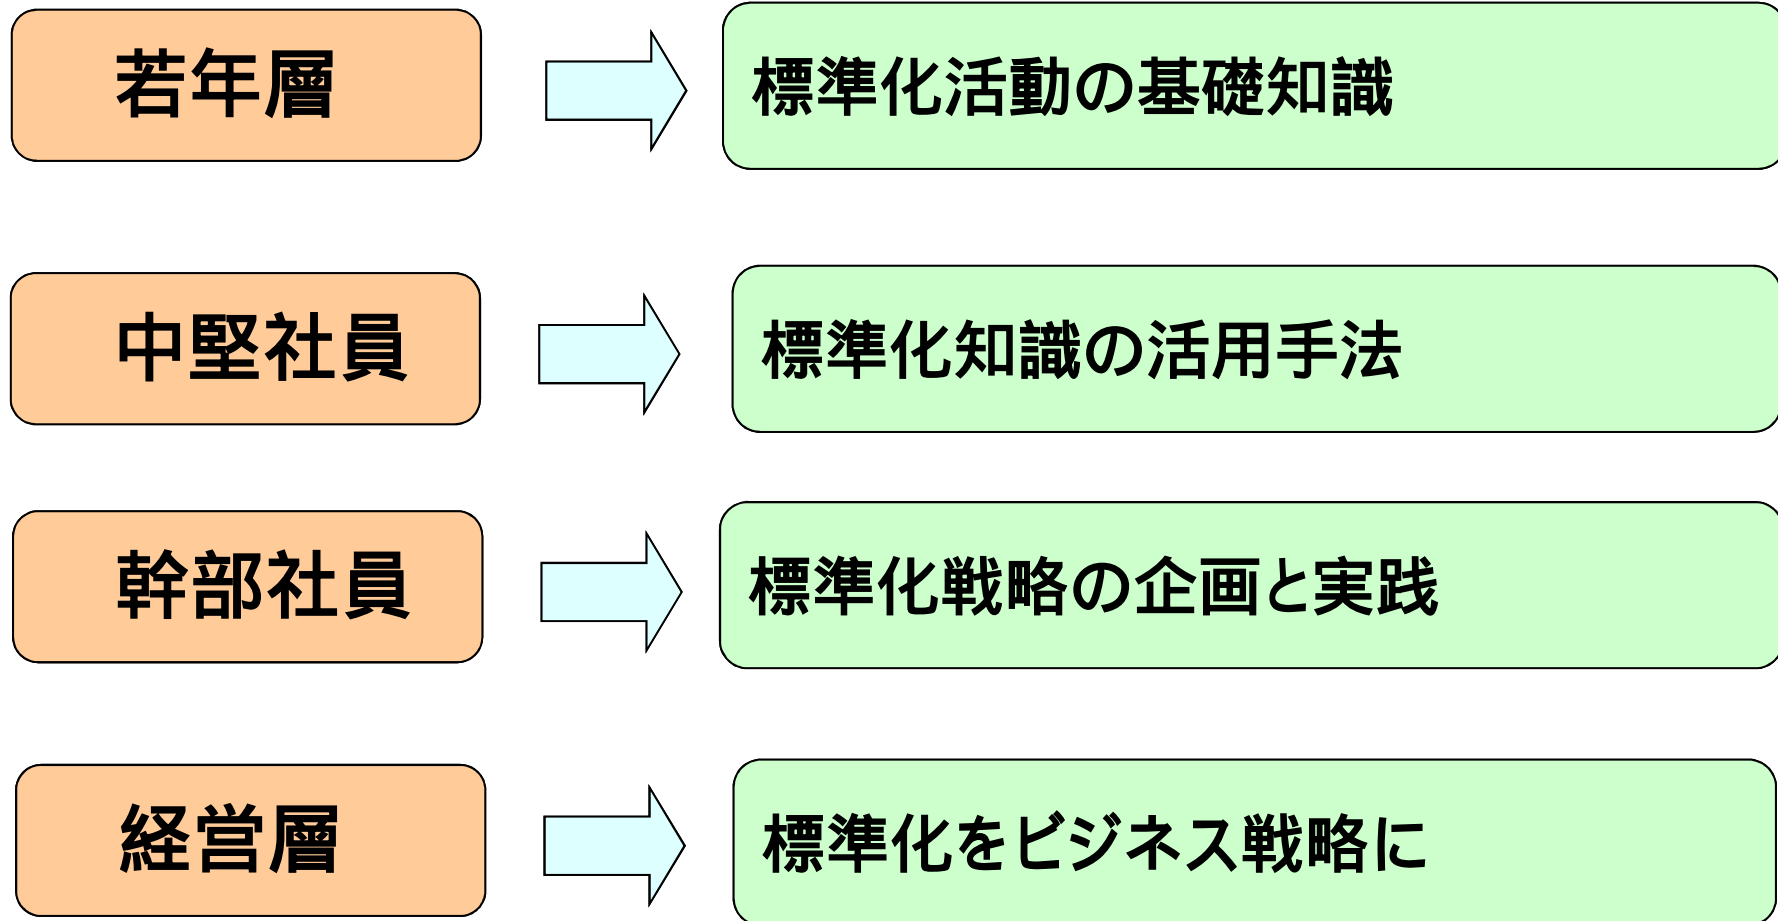 若年層
標準化活動の基礎知識
中堅社員
標準化知識の活用手法
幹部社員
標準化戦略の企画と実践
経営層
標準化をビジネス戦略に